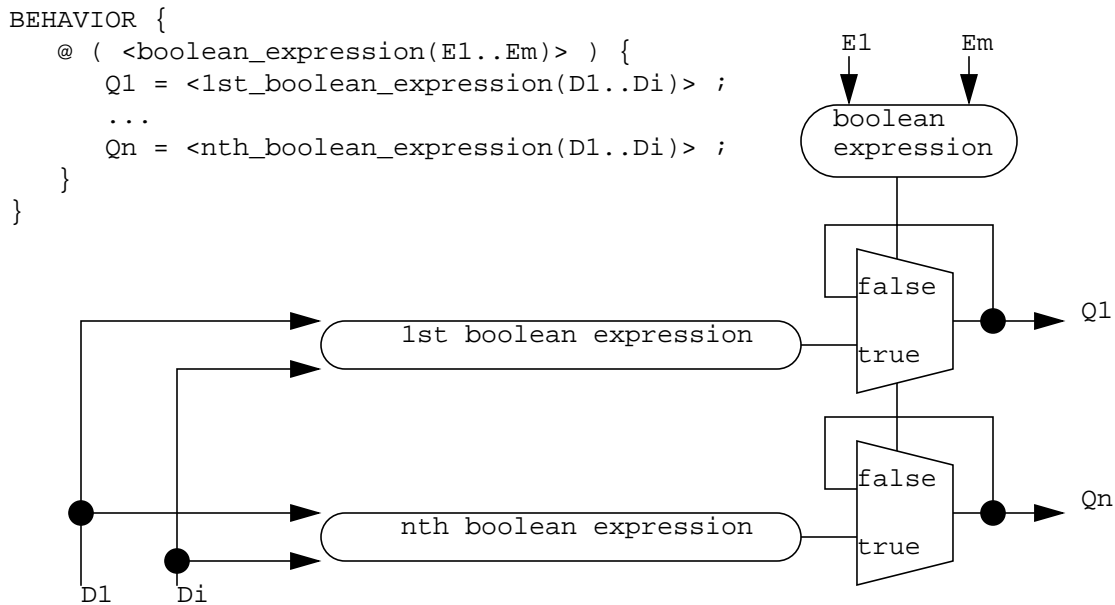 BEHAVIOR {
@ ( <boolean_expression(E1..Em)> ) {
Q1 = <1st_boolean_expression(D1..Di)> ;
...
Qn = <nth_boolean_expression(D1..Di)> ;
}
}
E1 Em
boolean
expression
false
Q1
1st boolean expression
true
false
Qn
nth boolean expression
true
D1 Di